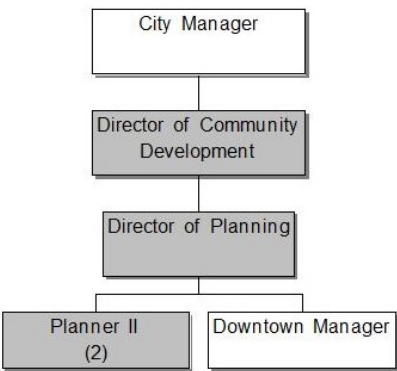 City Manager
Director of Community
Development
Director of Planning
Planner II
(2)
Downtown Manager